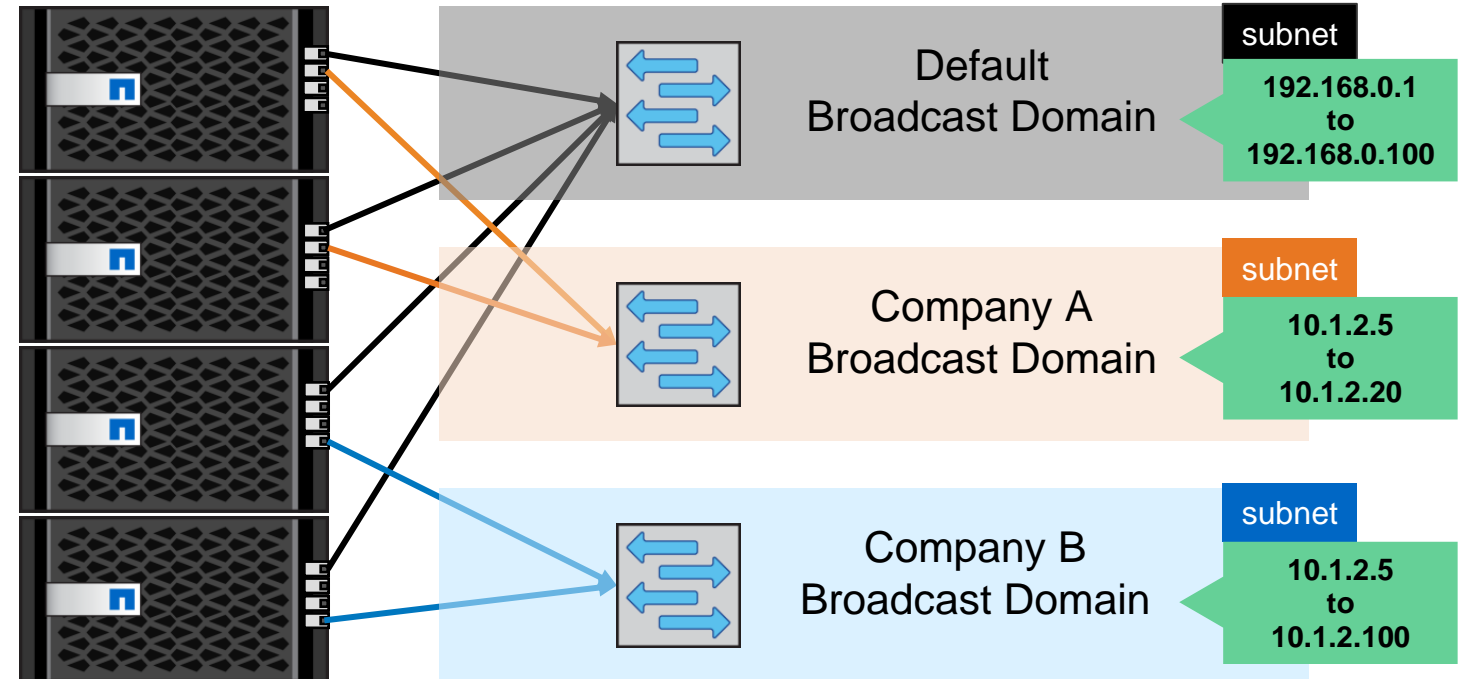 Default
Broadcast Domain
subnet
192.168.0.1
to
192.168.0.100
Company A
Broadcast Domain
subnet
10.1.2.5
to
10.1.2.20
Company B
Broadcast Domain
subnet
10.1.2.5
to
10.1.2.100